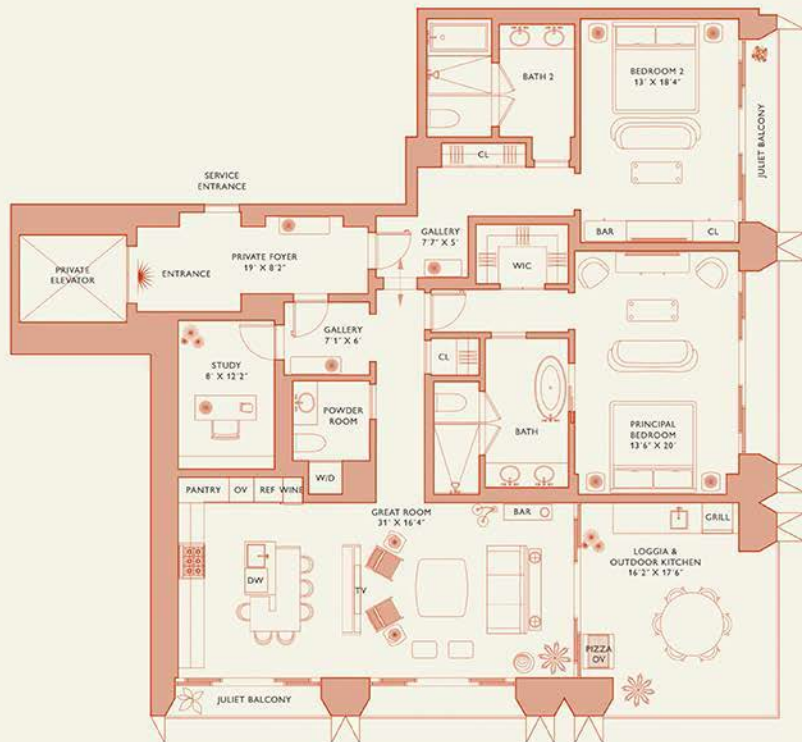 BATH 2
BEDROOM 2
13' X 18'4"
JULIET BALCONY
CL
SERVICE
ENTRANCE
GALLERY
7'7" X 5'
BAR
CL
PRIVATE
ELEVATOR
ENTRANCE
PRIVATE FOYER
19' X 8'2"
WIC
GALLERY
7'1" X 6'
STUDY
8' X 12'2"
CL
POWDER
ROOM
BATH
PRINCIPAL
BEDROOM
13'6" X 20'
W/D
PANTRY
OV
REF
WINE
GREAT ROOM
31' X 16'4"
BAR
GRILL
LOGGIA &
OUTDOOR KITCHEN
16'2" X 17'6"
DW
TV
PIZZA
OV
JULIET BALCONY